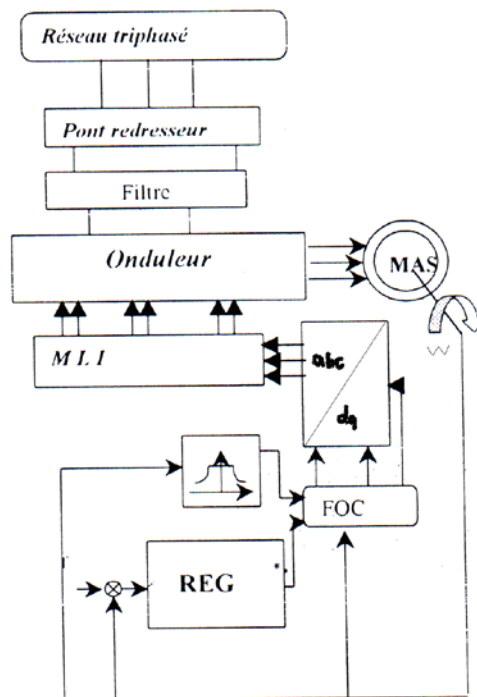 Réseau triphasé
Pont redresseur
Filtre
Onduleur
MAS
M L I
abc
dq
W
FOC
REG